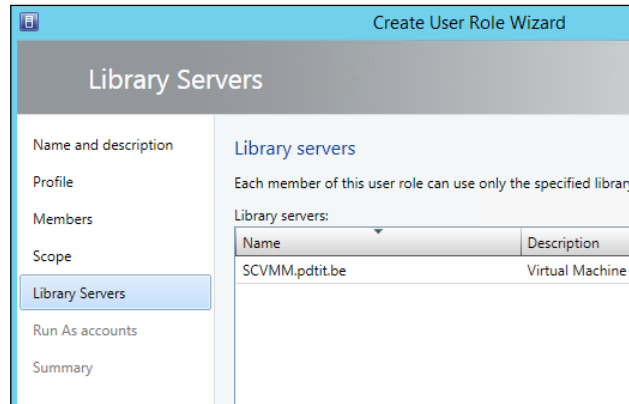 Create User Role Wizard
Library Servers
Name and description
Profile
Members
Scope
Library Servers
Run As accounts
Summary
Library servers
Each member of this user role can use only the specified library
Library servers:
Name Description
SCVMM.pdtit.be Virtual Machine